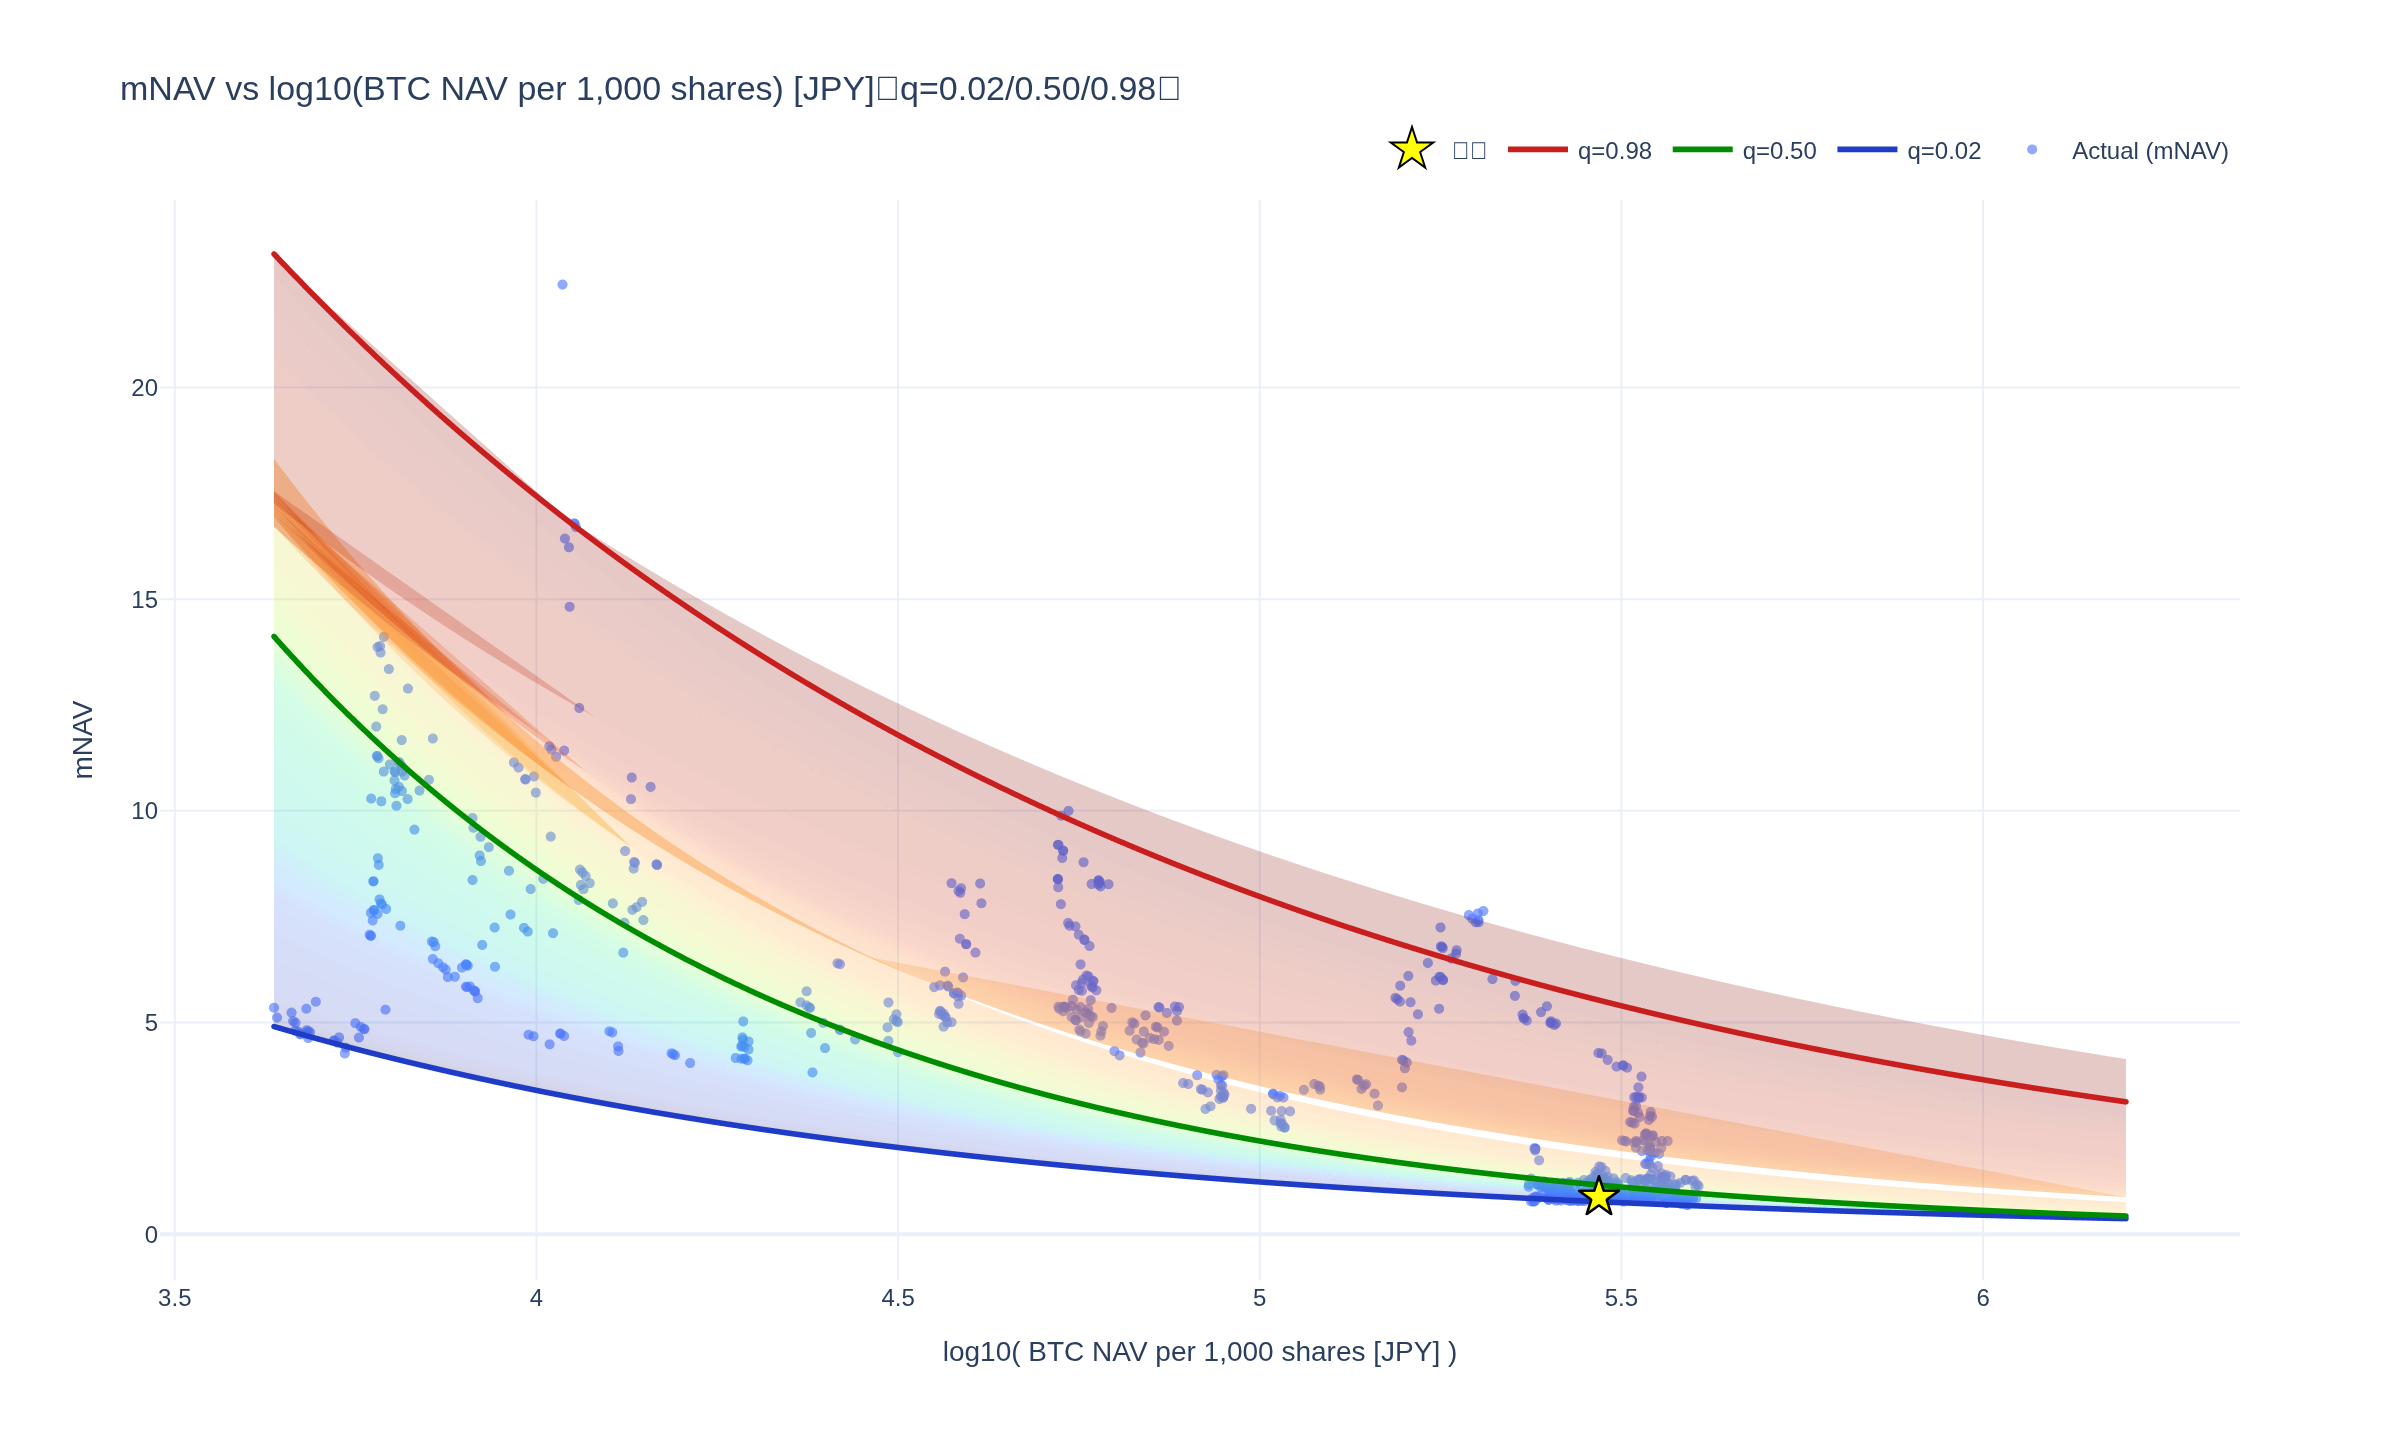 mNAV vs log10(BTC NAV per 1,000 shares) [JPY]□q=0.02/0.50/0.98□
□□ q=0.98 q=0.50 q=0.02 Actual (mNAV)
20
15
10
5
0
mNAV
3.5 4 4.5 5 5.5 6
log10( BTC NAV per 1,000 shares [JPY] )